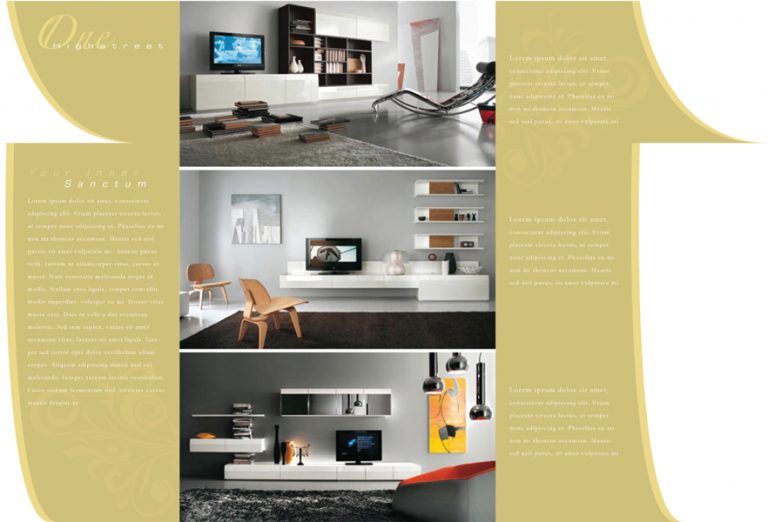 One
Highstreet
Your Inner
Sanctum
Lorem ipsum dolor sit amet, consectetur
adipiscing elit. Etiam placerat viverra lectus,
ut semper nunc adipiscing et. Phasellus eu mi
non mi rhoncus accumsan. Mauris sed nisl
purus, sit amet vulputate mi. Aenean purus
velit, rutrum at ullamcorper vitae, cursus at
massa. Nam venenatis malesuada augue in
mollis. Nullam eros ligula, semper convallis
mollis imperdiet, volutpat eu mi. Donec vitae
massa orci. Duis in velit a dui accumsan
molestie. Sed sem sapien, varius amet
accumsan vitae, laoreet sit amet ligula. Inte-
ger sed tortor eget dolor vestibulum
corper. Aliquam adipiscing mattis nisl vel
malesuada. Integer rutrum lacinia vestibulum.
Fusce rutrum fermentum nisl, ultricies cursus
mauris feugiat et.
Lorem ipsum dolor sit amet,
consectetur adipiscing elit. Etiam
placerat viverra lectus, ut semper
nunc adipiscing et. Phasellus eu mi
non mi rhoncus accumsan. Mauris
sed nisl purus, sit amet vulputate mi
Lorem ipsum dolor sit amet,
consectetur adipiscing elit. Etiam
placerat viverra lectus, ut semper
nunc adipiscing et. Phasellus eu mi
non mi rhoncus accumsan. Mauris
sed nisl purus, sit amet vulputate mi
Lorem ipsum dolor sit amet,
consectetur adipiscing elit. Etiam
placerat viverra lectus, ut semper
nunc adipiscing et. Phasellus eu mi
non mi rhoncus accumsan. Mauris
sed nisl purus, sit amet vulputate mi